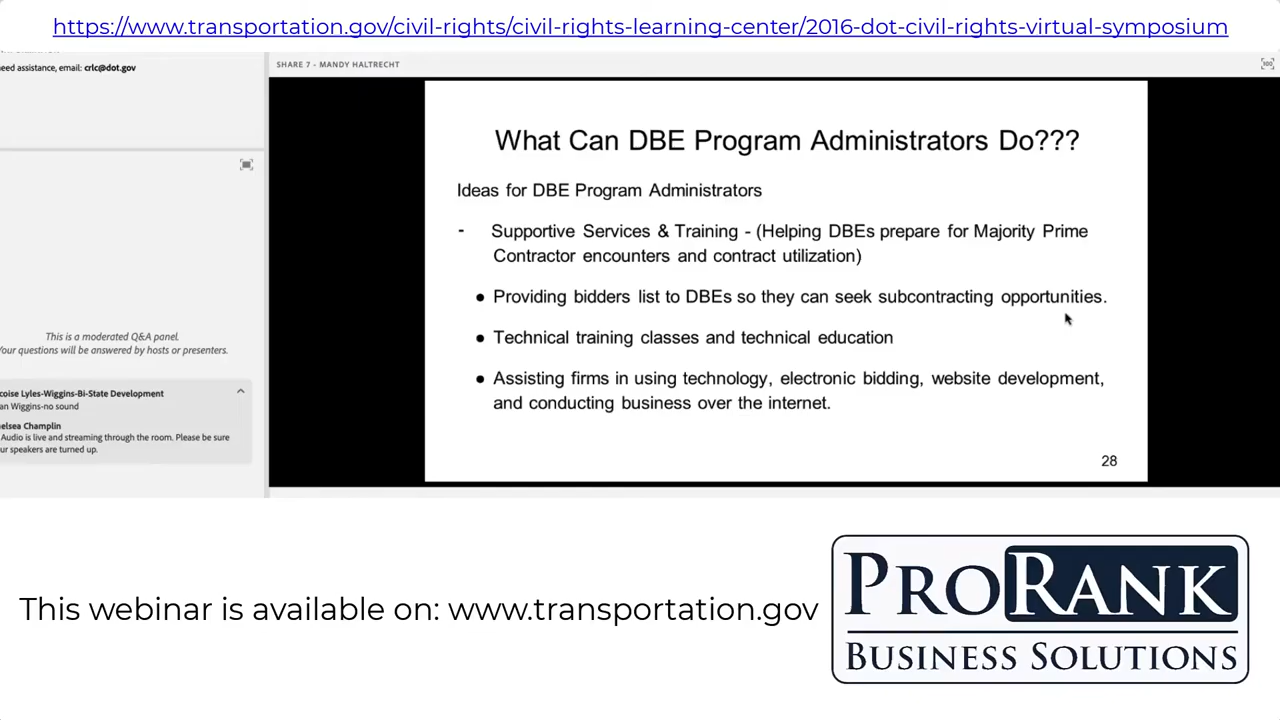 https://www.transportation.gov/civil-rights/civil-rights-learning-center/2016-dot-civil-rights-virtual-symposium
need assistance, email: crlc@dot.gov
SHARE 7 - MANDY HALTRECHT
What Can DBE Program Administrators Do???
Ideas for DBE Program Administrators
- Supportive Services & Training - (Helping DBEs prepare for Majority Prime
Contractor encounters and contract utilization)
● Providing bidders list to DBEs so they can seek subcontracting opportunities.
● Technical training classes and technical education
● Assisting firms in using technology, electronic bidding, website development,
and conducting business over the internet.
28
This is a moderated Q&A panel.
Your questions will be answered by hosts or presenters.
coise Lyles-Wiggins-Bi-State Development
an Wiggins-no sound
elsea Champlin
Audio is live and streaming through the room. Please be sure
ur speakers are turned up.
This webinar is available on: www.transportation.gov
PRORANK
BUSINESS SOLUTIONS